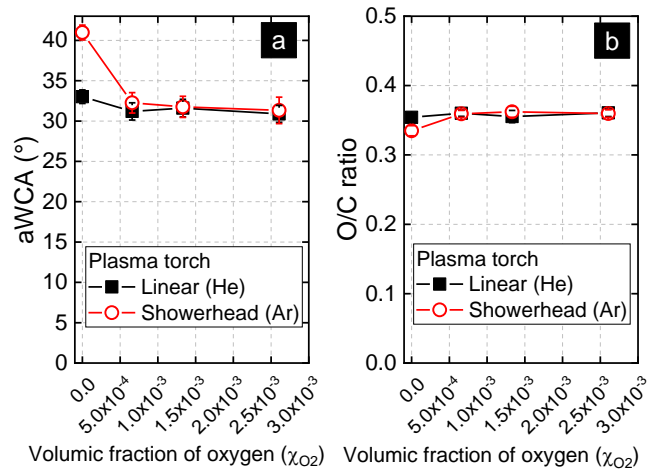 a
45
40
35
30
25
20
15
10
5
0
aWCA (°)
Plasma torch
Linear (He)
Showerhead (Ar)
0.0
5.0x10⁻⁴
1.0x10⁻³
1.5x10⁻³
2.0x10⁻³
2.5x10⁻³
3.0x10⁻³
Volumic fraction of oxygen (χO2)
b
0.5
0.4
0.3
0.2
0.1
0.0
O/C ratio
Plasma torch
Linear (He)
Showerhead (Ar)
0.0
5.0x10⁻⁴
1.0x10⁻³
1.5x10⁻³
2.0x10⁻³
2.5x10⁻³
3.0x10⁻³
Volumic fraction of oxygen (χO2)